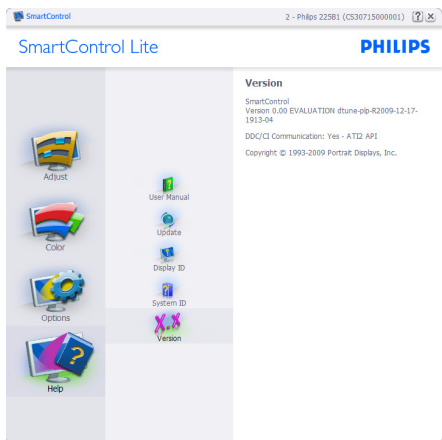 SmartControl
2 - Philips 225B1 (CS30715000001)
SmartControl Lite
PHILIPS
Adjust
Color
Options
Help
User Manual
Update
Display ID
System ID
X.X
Version
Version
SmartControl
Version 0.00 EVALUATION dtune-plp-R2009-12-17-
1913-04
DDC/CI Communication: Yes - ATI2 API
Copyright © 1993-2009 Portrait Displays, Inc.